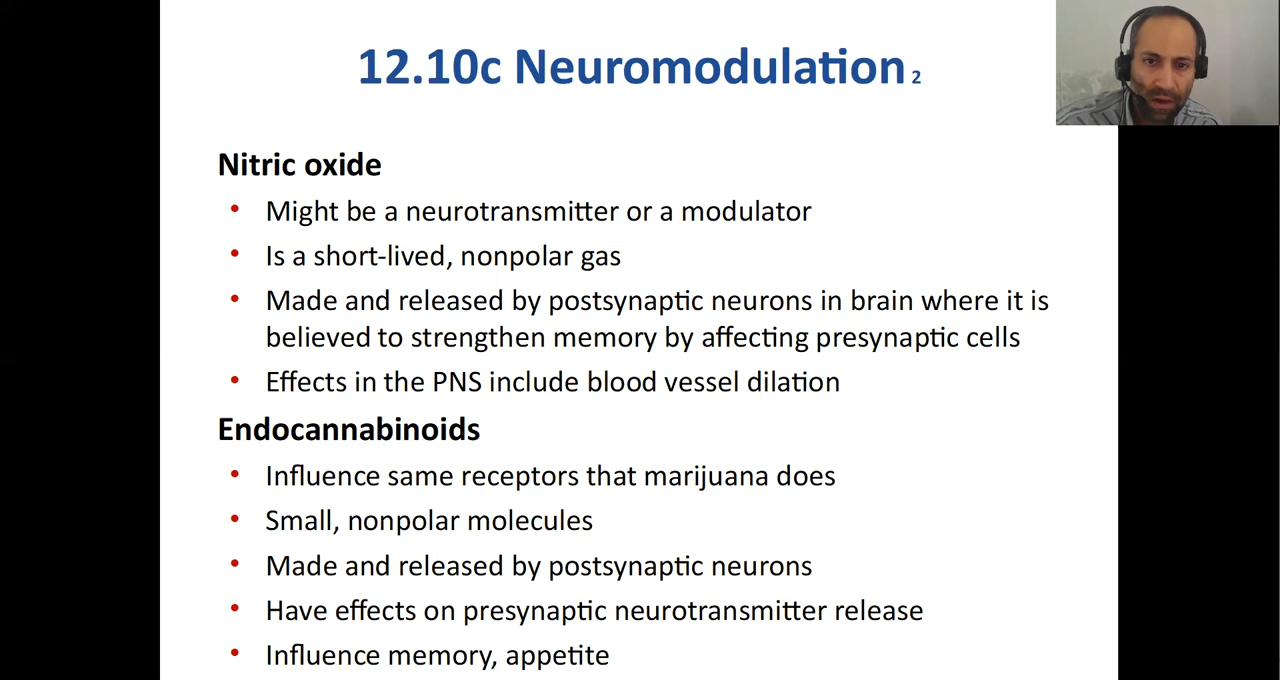 12.10c Neuromodulation 2
Nitric oxide
• Might be a neurotransmitter or a modulator
• Is a short-lived, nonpolar gas
• Made and released by postsynaptic neurons in brain where it is
believed to strengthen memory by affecting presynaptic cells
• Effects in the PNS include blood vessel dilation
Endocannabinoids
• Influence same receptors that marijuana does
• Small, nonpolar molecules
• Made and released by postsynaptic neurons
• Have effects on presynaptic neurotransmitter release
• Influence memory, appetite